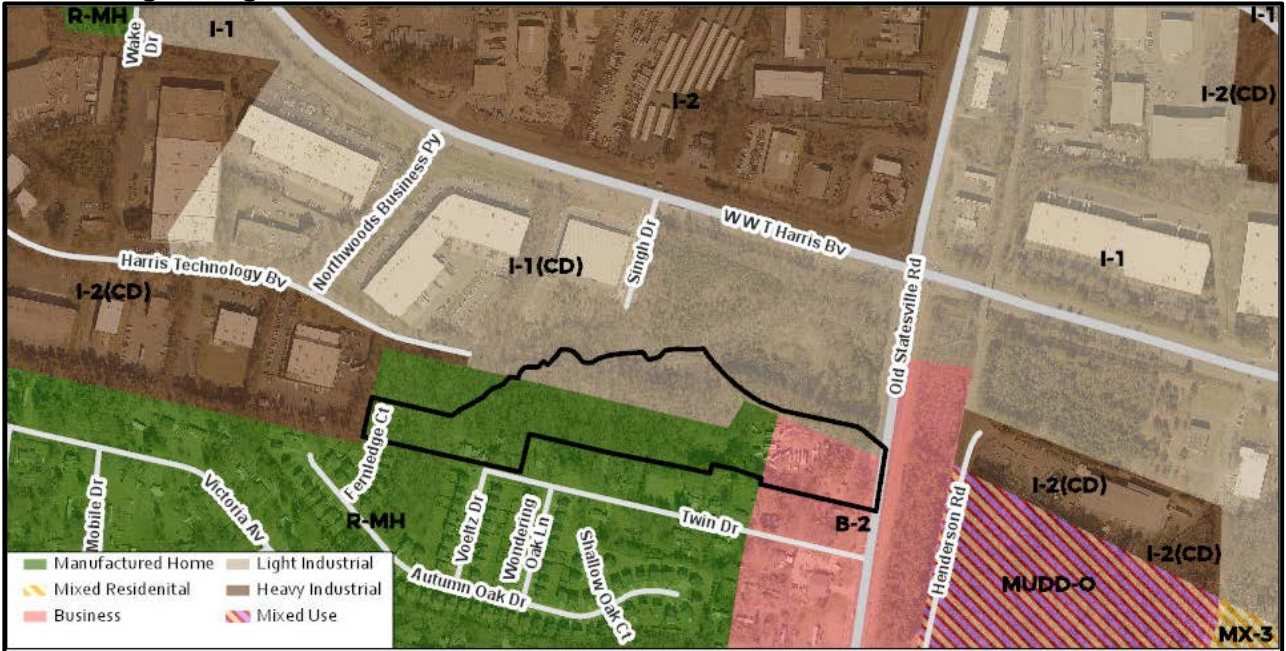 R-MH
Wake
Dr
I-1
I-1
I-2
I-2(CD)
Northwoods Business Py
W W T Harris Bv
Singh Dr
I-1(CD)
Harris Technology Bv
I-2(CD)
Old Statesville Rd
I-1
Fernledge Ct
Mobile Dr
Victoria Av
R-MH
Voeltz Dr
Wondering
Oak Ln
Shallow Oak Ct
Twin Dr
Autumn Oak Dr
B-2
Henderson Rd
I-2(CD)
I-2(CD)
MUDD-O
MX-3
Manufactured Home
Light Industrial
Mixed Residenital
Heavy Industrial
Business
Mixed Use